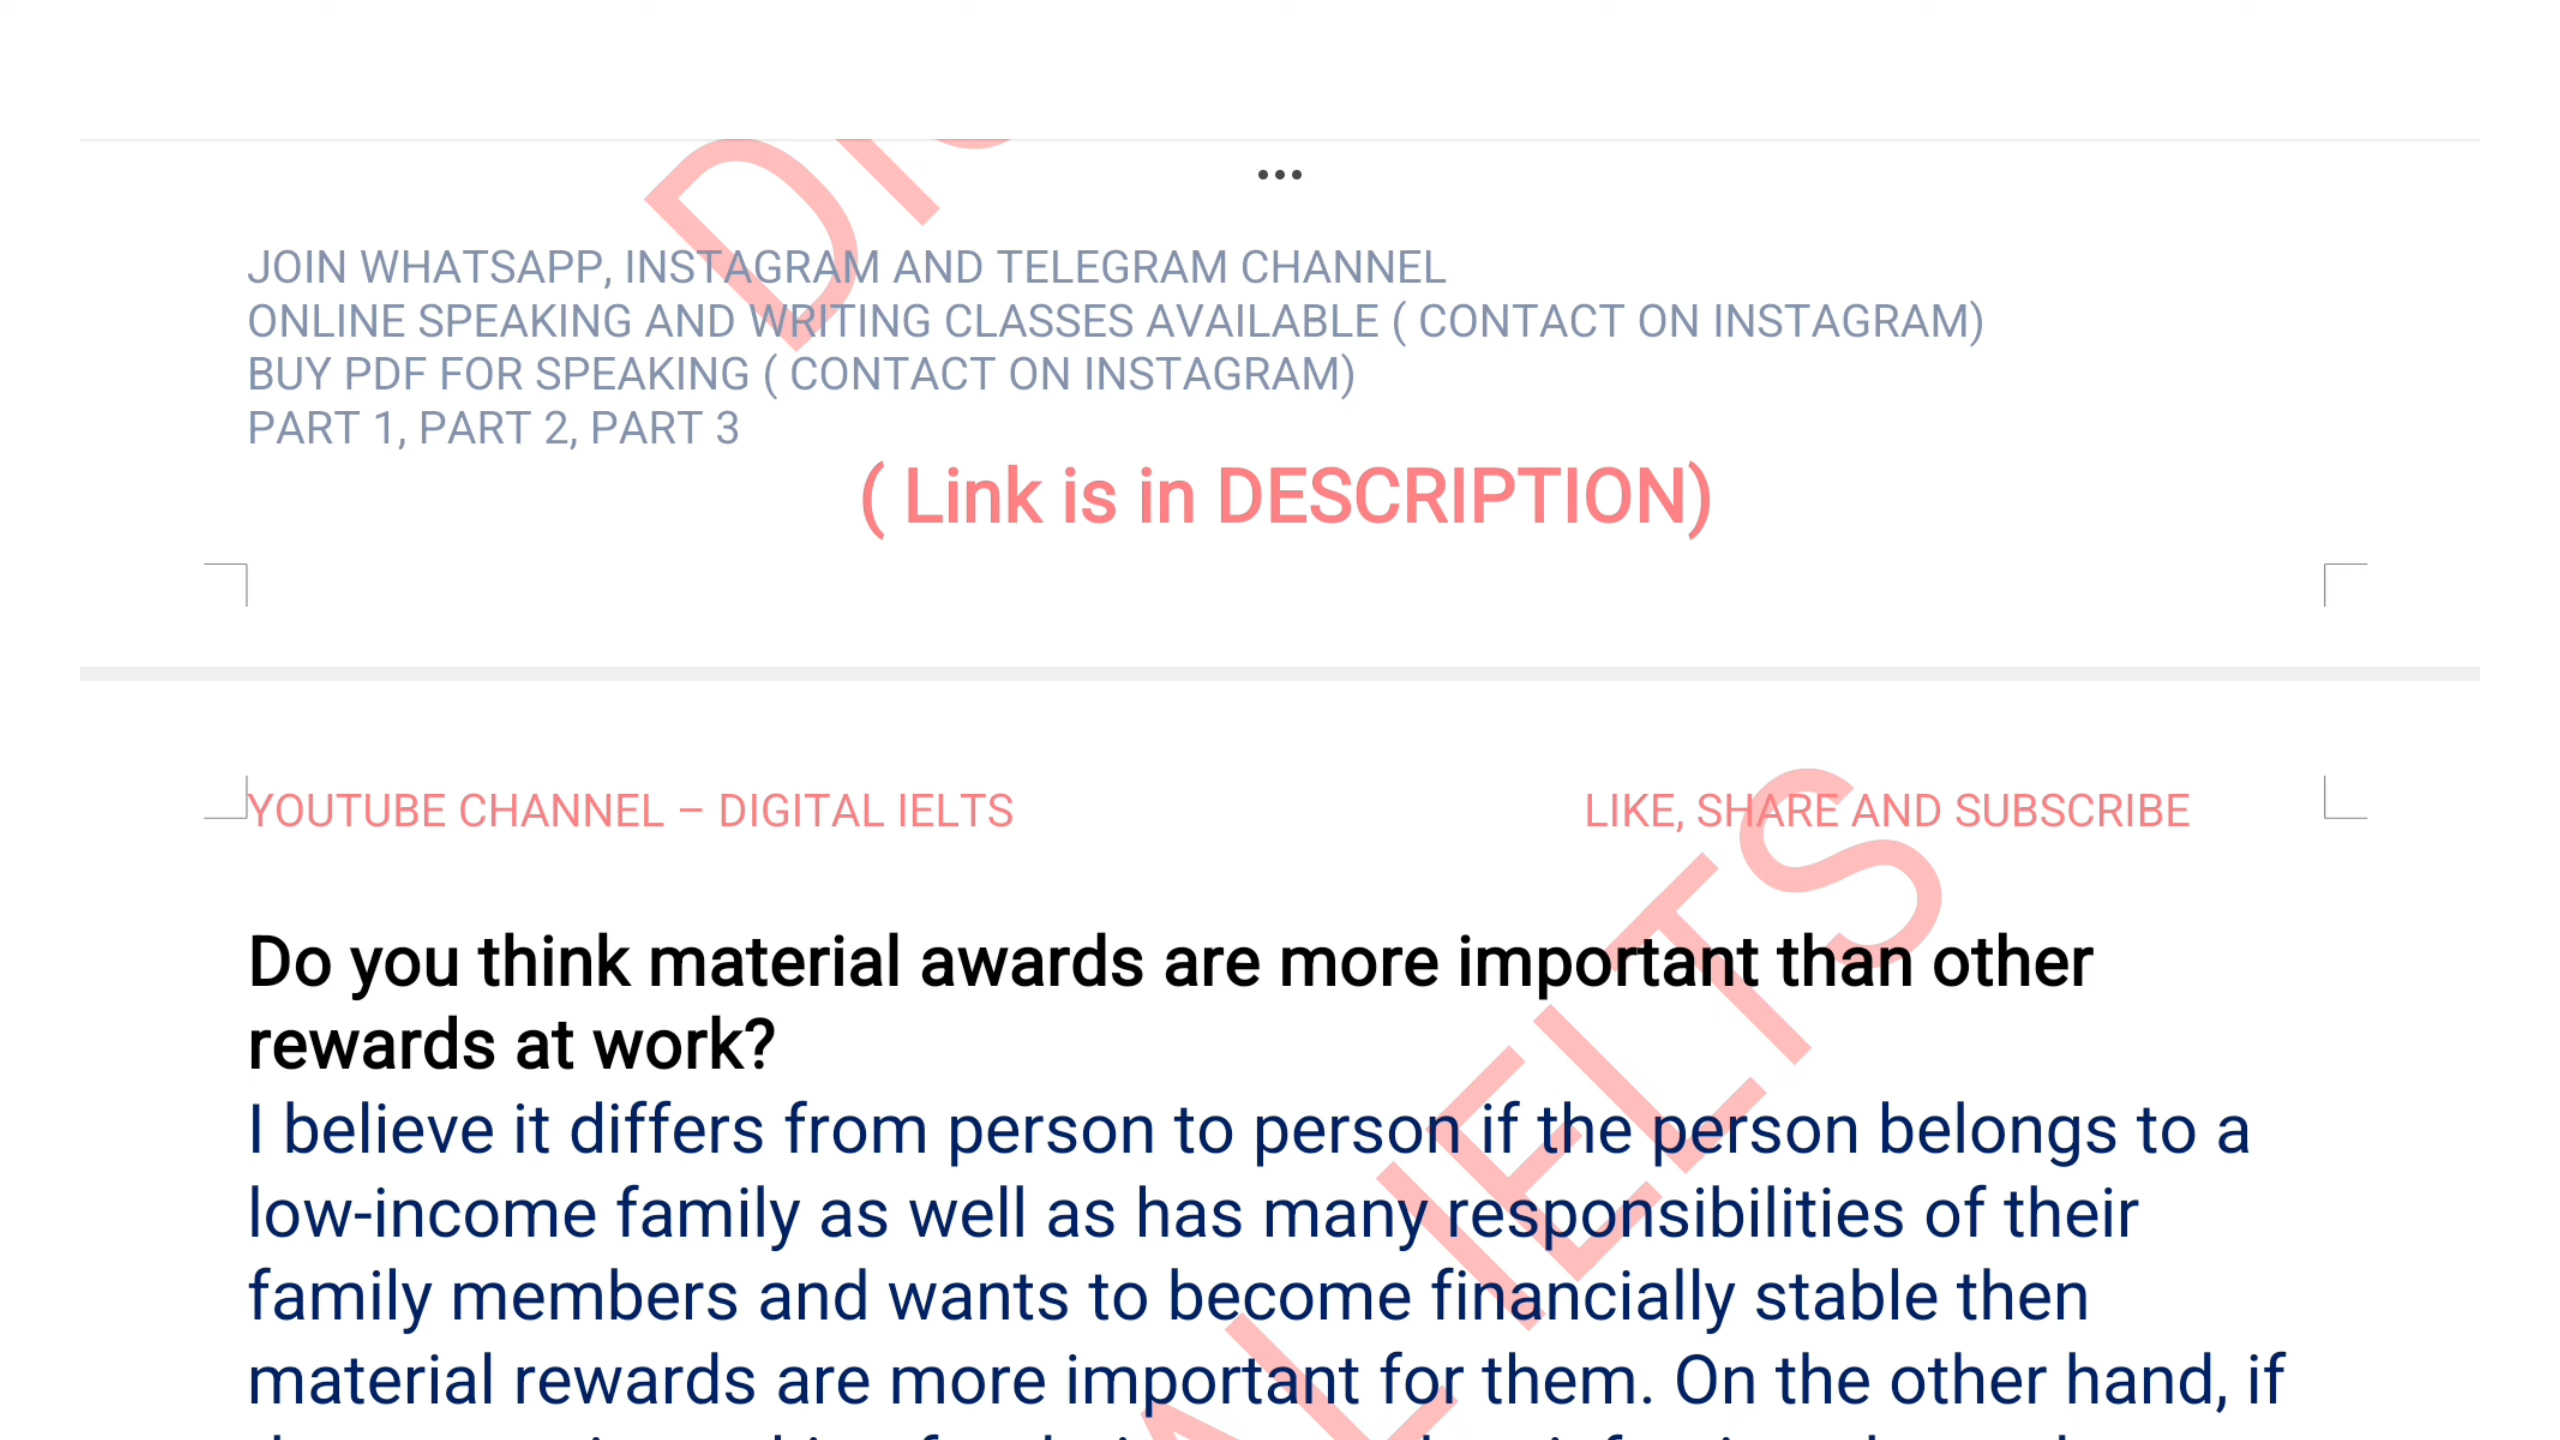 JOIN WHATSAPP, INSTAGRAM AND TELEGRAM CHANNEL
ONLINE SPEAKING AND WRITING CLASSES AVAILABLE ( CONTACT ON INSTAGRAM)
BUY PDF FOR SPEAKING ( CONTACT ON INSTAGRAM)
PART 1, PART 2, PART 3
( Link is in DESCRIPTION)
YOUTUBE CHANNEL – DIGITAL IELTS LIKE, SHARE AND SUBSCRIBE
Do you think material awards are more important than other
rewards at work?
I believe it differs from person to person if the person belongs to a
low-income family as well as has many responsibilities of their
family members and wants to become financially stable then
material rewards are more important for them. On the other hand, if
AL IELTS